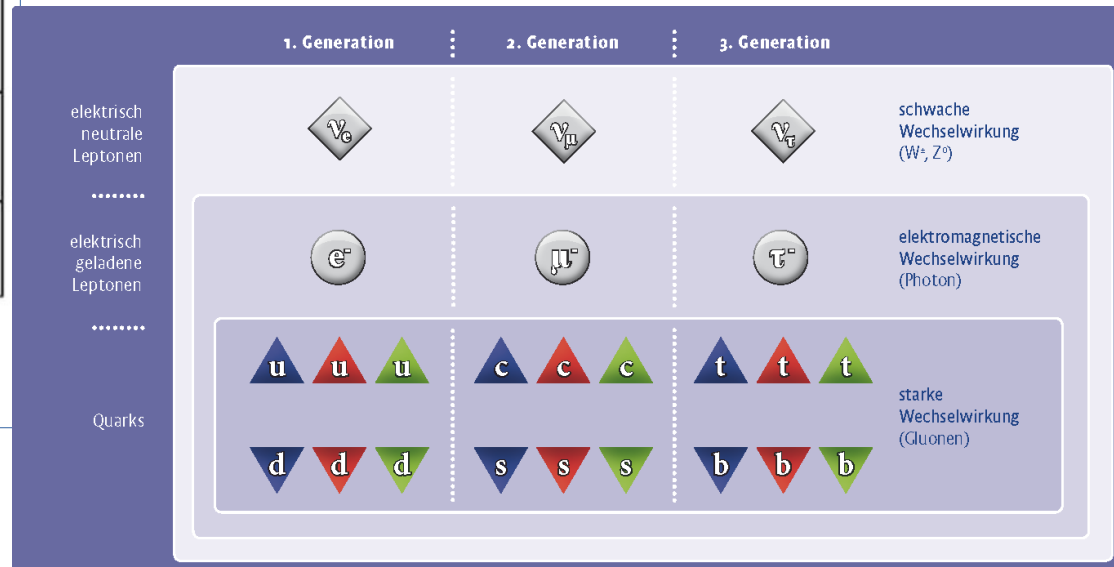 1. Generation 2. Generation 3. Generation
elektrisch
neutrale
Leptonen
νe νμ ντ
schwache
Wechselwirkung
(W±, Z⁰)
elektrisch
geladene
Leptonen
e⁻ μ⁻ τ⁻
elektromagnetische
Wechselwirkung
(Photon)
Quarks
u u u c c c t t t
d d d s s s b b b
starke
Wechselwirkung
(Gluonen)